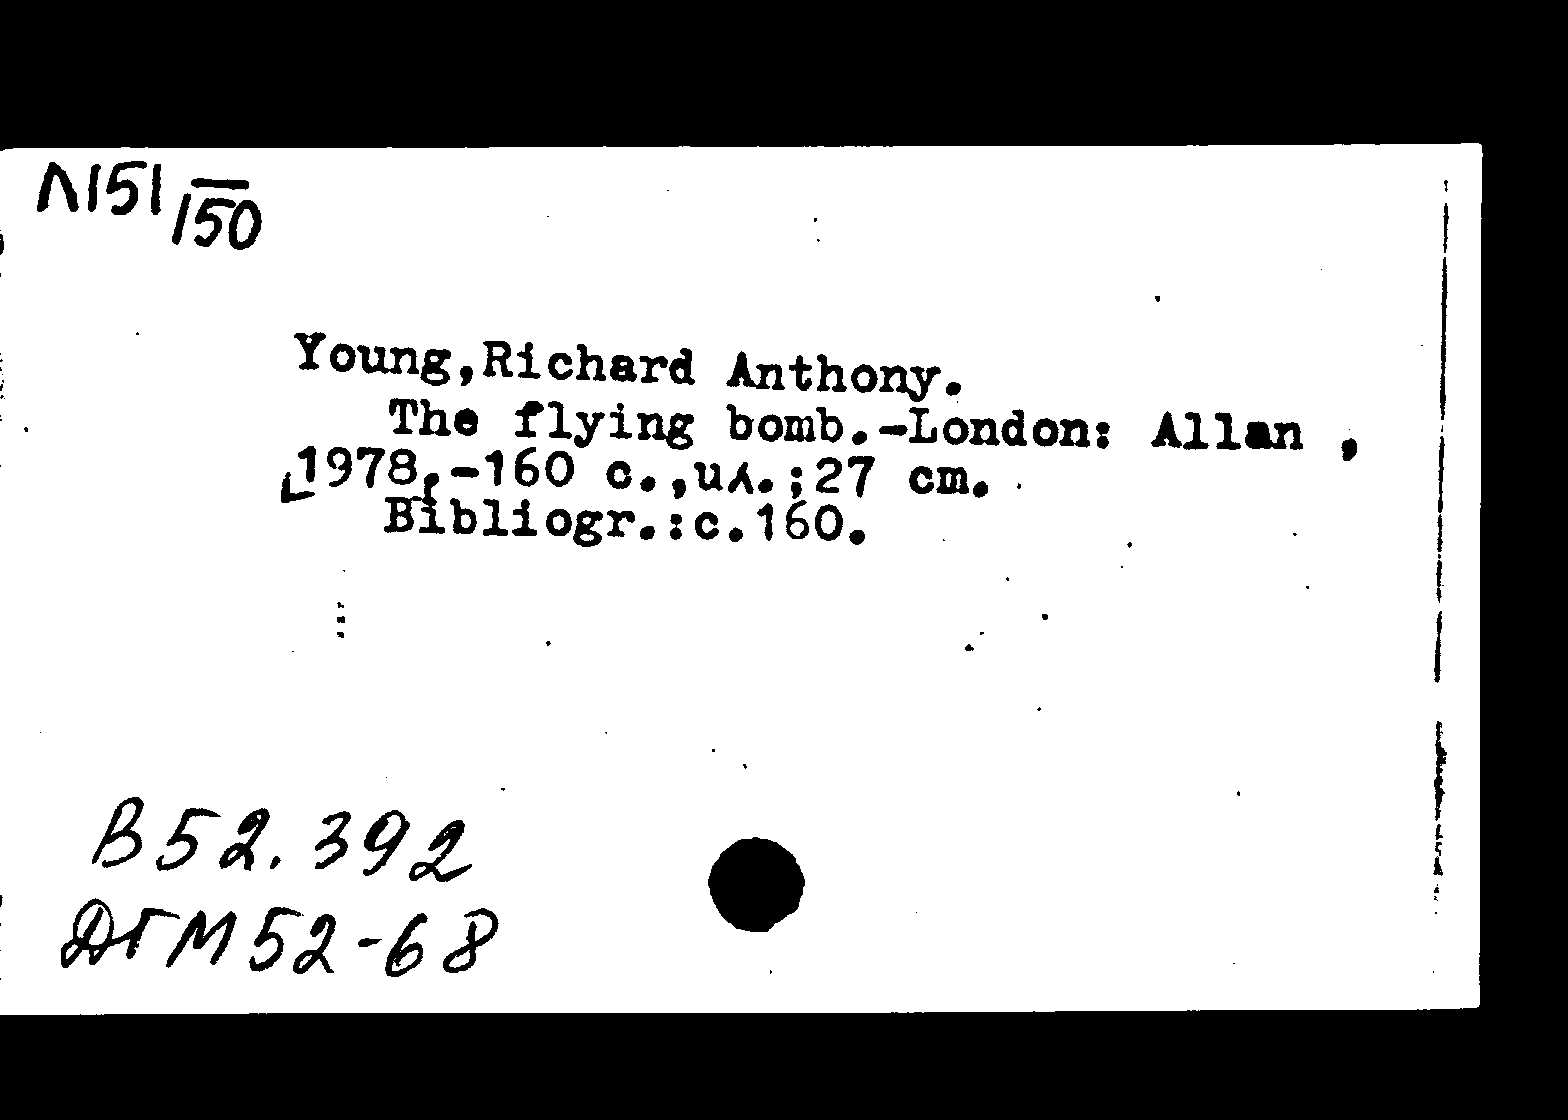 Л151/150
Young,Richard Anthony.
The flying bomb.-London: Allan ,
1978.-160 c.,ил.;27 cm.
Bibliogr.:c.160.
B52.392
ДГМ52-68